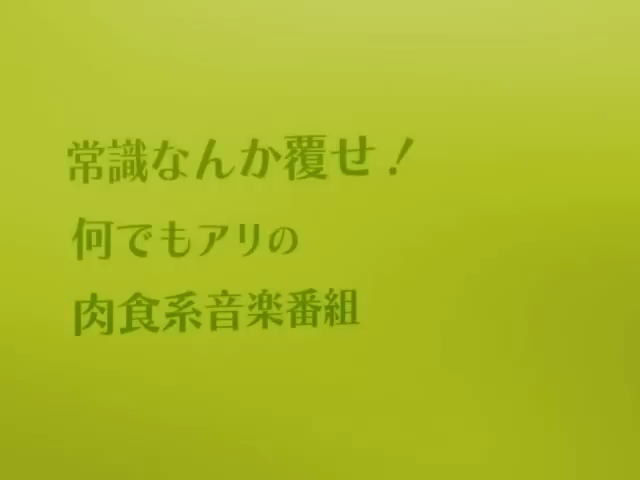 常識なんか覆せ！
何でもアリの
肉食系音楽番組